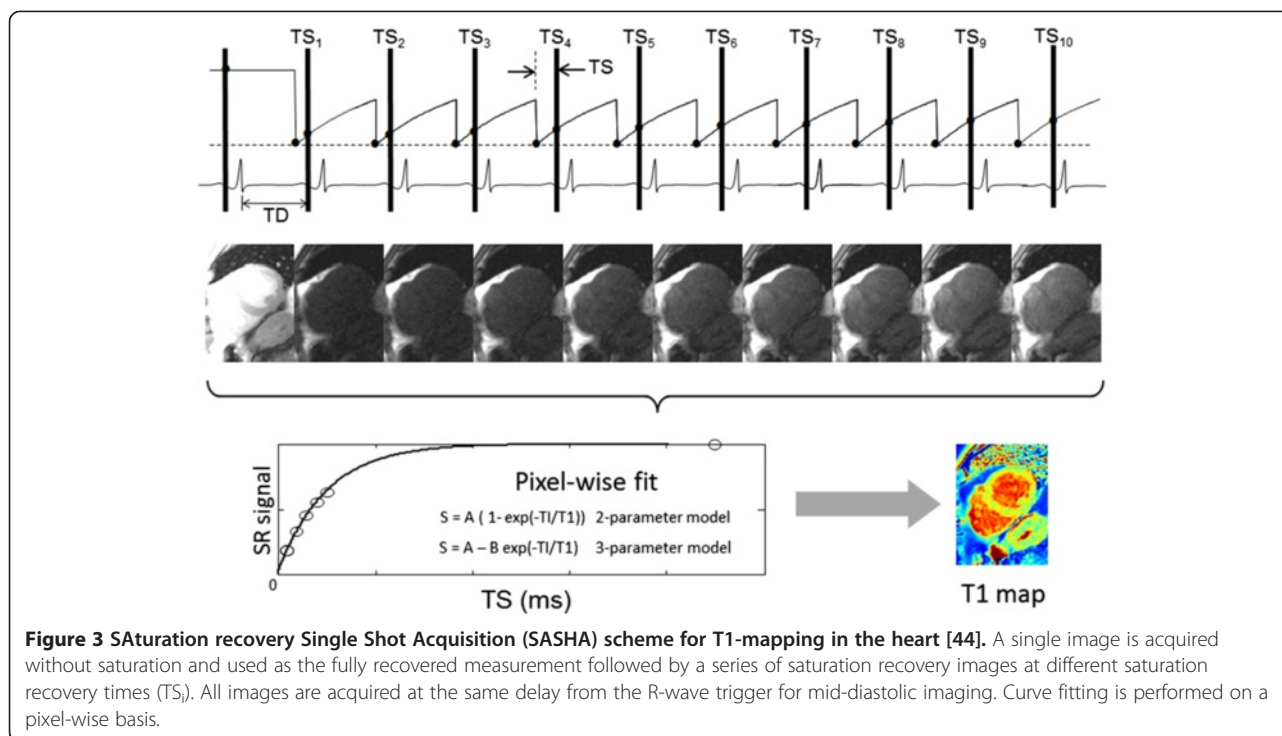 TS1 TS2 TS3 TS4 TS5 TS6 TS7 TS8 TS9 TS10
TS
TD
SR signal
Pixel-wise fit
S = A ( 1- exp(-TI/T1)) 2-parameter model
S = A – B exp(-TI/T1) 3-parameter model
0
TS (ms)
T1 map
Figure 3 SAturation recovery Single Shot Acquisition (SASHA) scheme for T1-mapping in the heart [44]. A single image is acquired
without saturation and used as the fully recovered measurement followed by a series of saturation recovery images at different saturation
recovery times (TSi). All images are acquired at the same delay from the R-wave trigger for mid-diastolic imaging. Curve fitting is performed on a
pixel-wise basis.